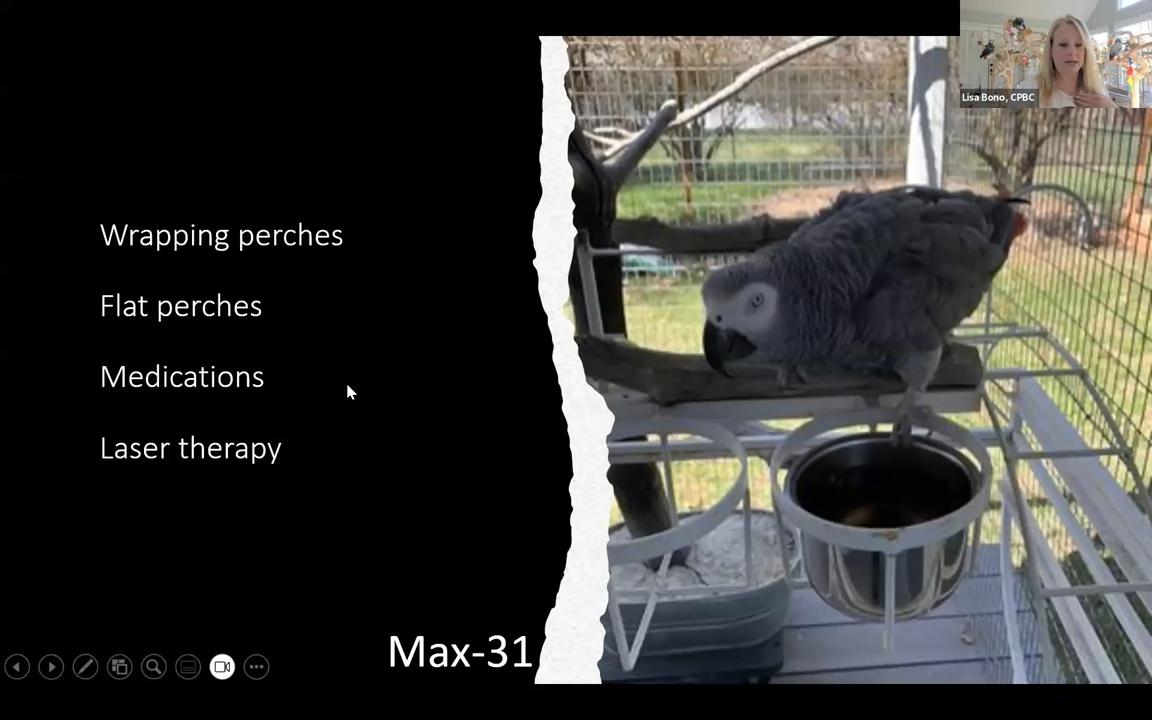 Lisa Bono, CPBC
Wrapping perches
Flat perches
Medications
Laser therapy
Max-31